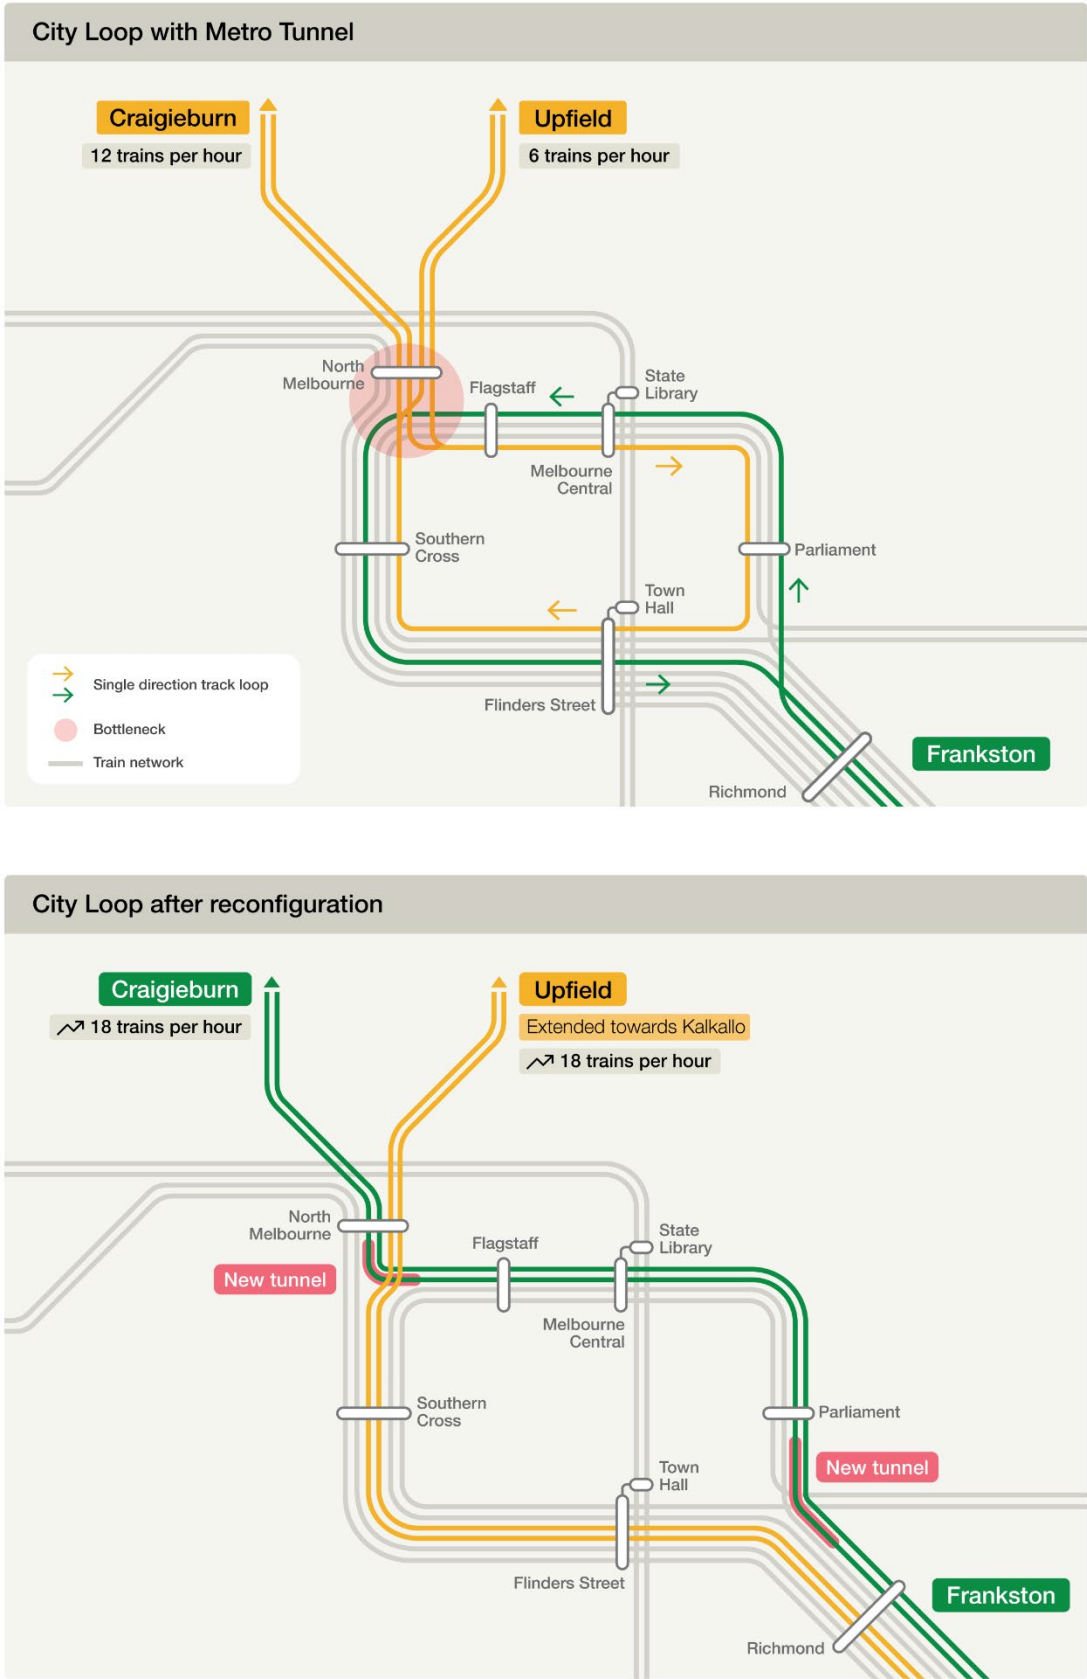 City Loop with Metro Tunnel
Craigieburn
12 trains per hour
Upfield
6 trains per hour
North
Melbourne
Flagstaff
State
Library
Melbourne
Central
Southern
Cross
Parliament
Town
Hall
Single direction track loop
Bottleneck
Train network
Flinders Street
Frankston
Richmond
City Loop after reconfiguration
Craigieburn
18 trains per hour
Upfield
Extended towards Kalkallo
18 trains per hour
North
Melbourne
Flagstaff
State
Library
New tunnel
Melbourne
Central
Southern
Cross
Parliament
New tunnel
Town
Hall
Flinders Street
Frankston
Richmond